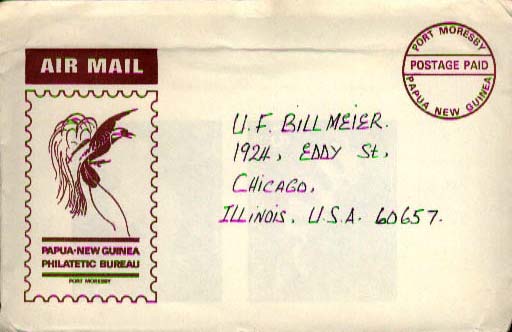 AIR MAIL
PAPUA-NEW GUINEA
PHILATETIC BUREAU
PORT MORESBY
PORT MORESBY
POSTAGE PAID
PAPUA NEW GUINEA
U.F. BILLMEIER.
1924, EDDY St,
CHICAGO,
ILLINOIS, U.S.A. 60657.